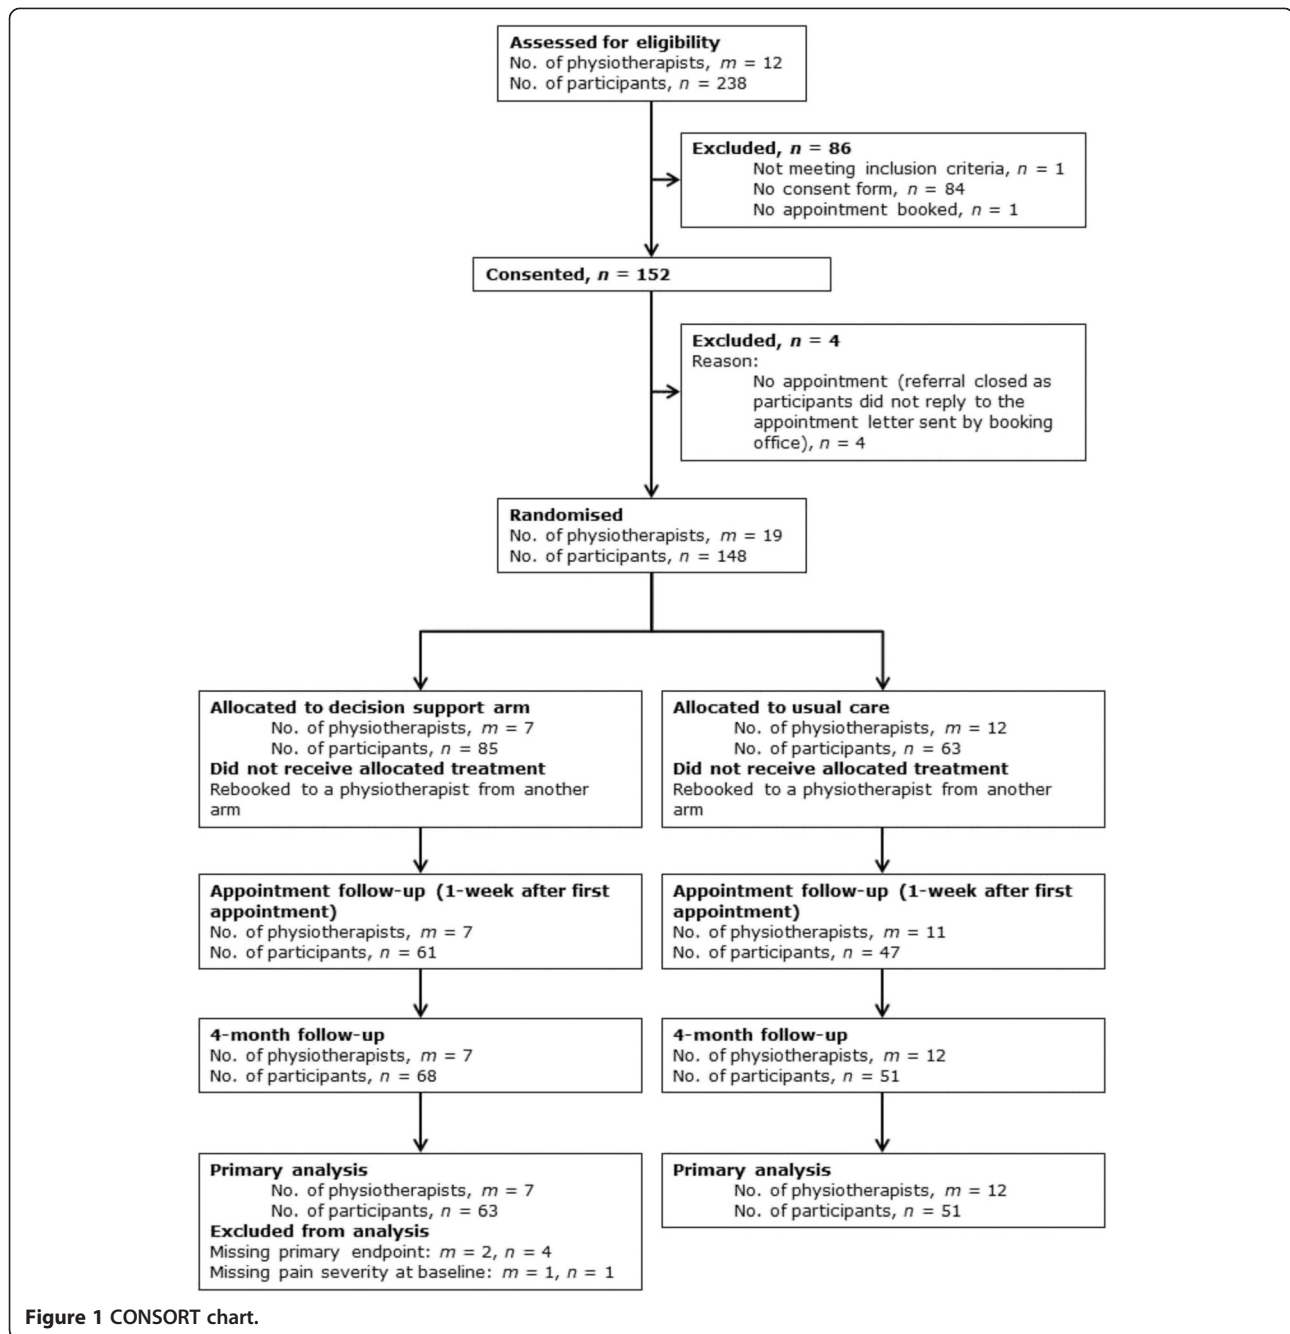 Assessed for eligibility
No. of physiotherapists, m = 12
No. of participants, n = 238
Excluded, n = 86
Not meeting inclusion criteria, n = 1
No consent form, n = 84
No appointment booked, n = 1
Consented, n = 152
Excluded, n = 4
Reason:
No appointment (referral closed as
participants did not reply to the
appointment letter sent by booking
office), n = 4
Randomised
No. of physiotherapists, m = 19
No. of participants, n = 148
Allocated to decision support arm
No. of physiotherapists, m = 7
No. of participants, n = 85
Did not receive allocated treatment
Rebooked to a physiotherapist from another
arm
Allocated to usual care
No. of physiotherapists, m = 12
No. of participants, n = 63
Did not receive allocated treatment
Rebooked to a physiotherapist from another
arm
Appointment follow-up (1-week after first
appointment)
No. of physiotherapists, m = 7
No. of participants, n = 61
Appointment follow-up (1-week after first
appointment)
No. of physiotherapists, m = 11
No. of participants, n = 47
4-month follow-up
No. of physiotherapists, m = 7
No. of participants, n = 68
4-month follow-up
No. of physiotherapists, m = 12
No. of participants, n = 51
Primary analysis
No. of physiotherapists, m = 7
No. of participants, n = 63
Excluded from analysis
Missing primary endpoint: m = 2, n = 4
Missing pain severity at baseline: m = 1, n = 1
Primary analysis
No. of physiotherapists, m = 12
No. of participants, n = 51
Figure 1 CONSORT chart.